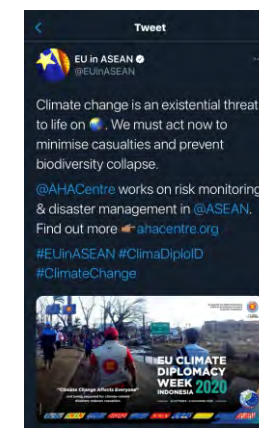 Tweet
EU in ASEAN
@EUinASEAN
Climate change is an existential threat
to life on 🌏. We must act now to
minimise casualties and prevent
biodiversity collapse.
@AHACentre works on risk monitoring
& disaster management in @ASEAN.
Find out more 👉ahacentre.org
#EUinASEAN #ClimaDiploID
#ClimateChange
"Climate Change Affects Everyone"
EU CLIMATE
DIPLOMACY
WEEK 2020
INDONESIA